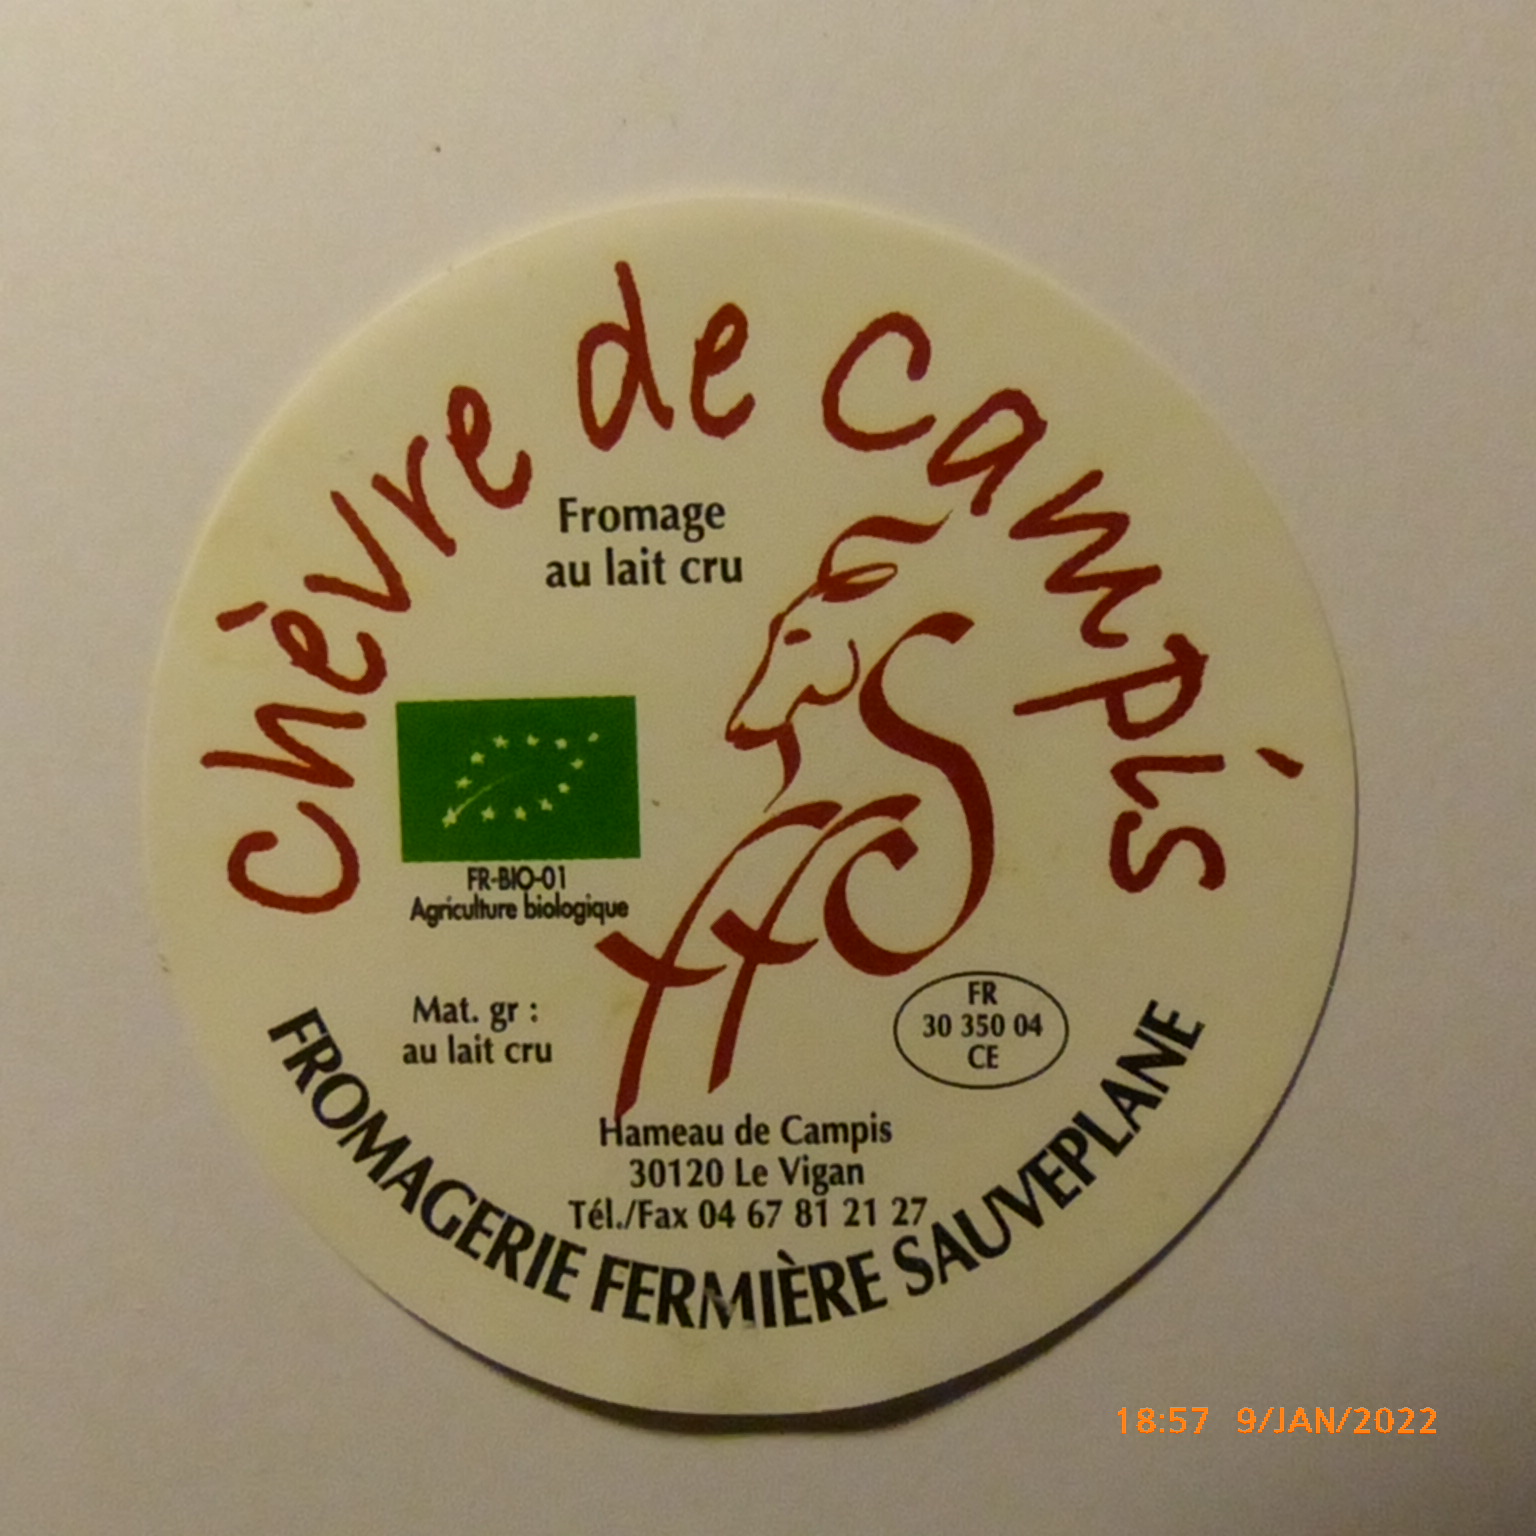 Chèvre de Campis
Fromage
au lait cru
FR-BIO-01
Agriculture biologique
Mat. gr :
au lait cru
FR
30 350 04
CE
Hameau de Campis
30120 Le Vigan
Tél./Fax 04 67 81 21 27
FROMAGERIE FERMIÈRE SAUVEPLANE
18:57 9/JAN/2022